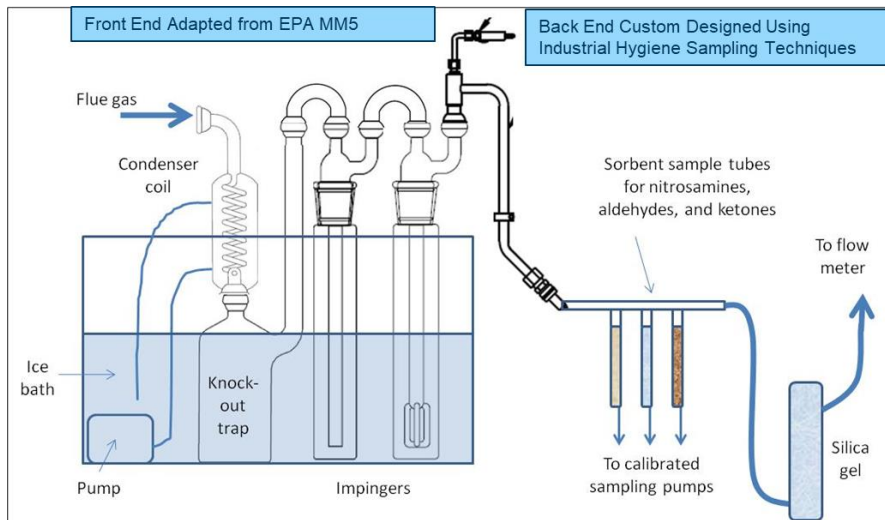 Front End Adapted from EPA MM5
Back End Custom Designed Using
Industrial Hygiene Sampling Techniques
Flue gas
Condenser
coil
Sorbent sample tubes
for nitrosamines,
aldehydes, and ketones
To flow
meter
Ice
bath
Knock-
out
trap
Pump
Impingers
To calibrated
sampling pumps
Silica
gel